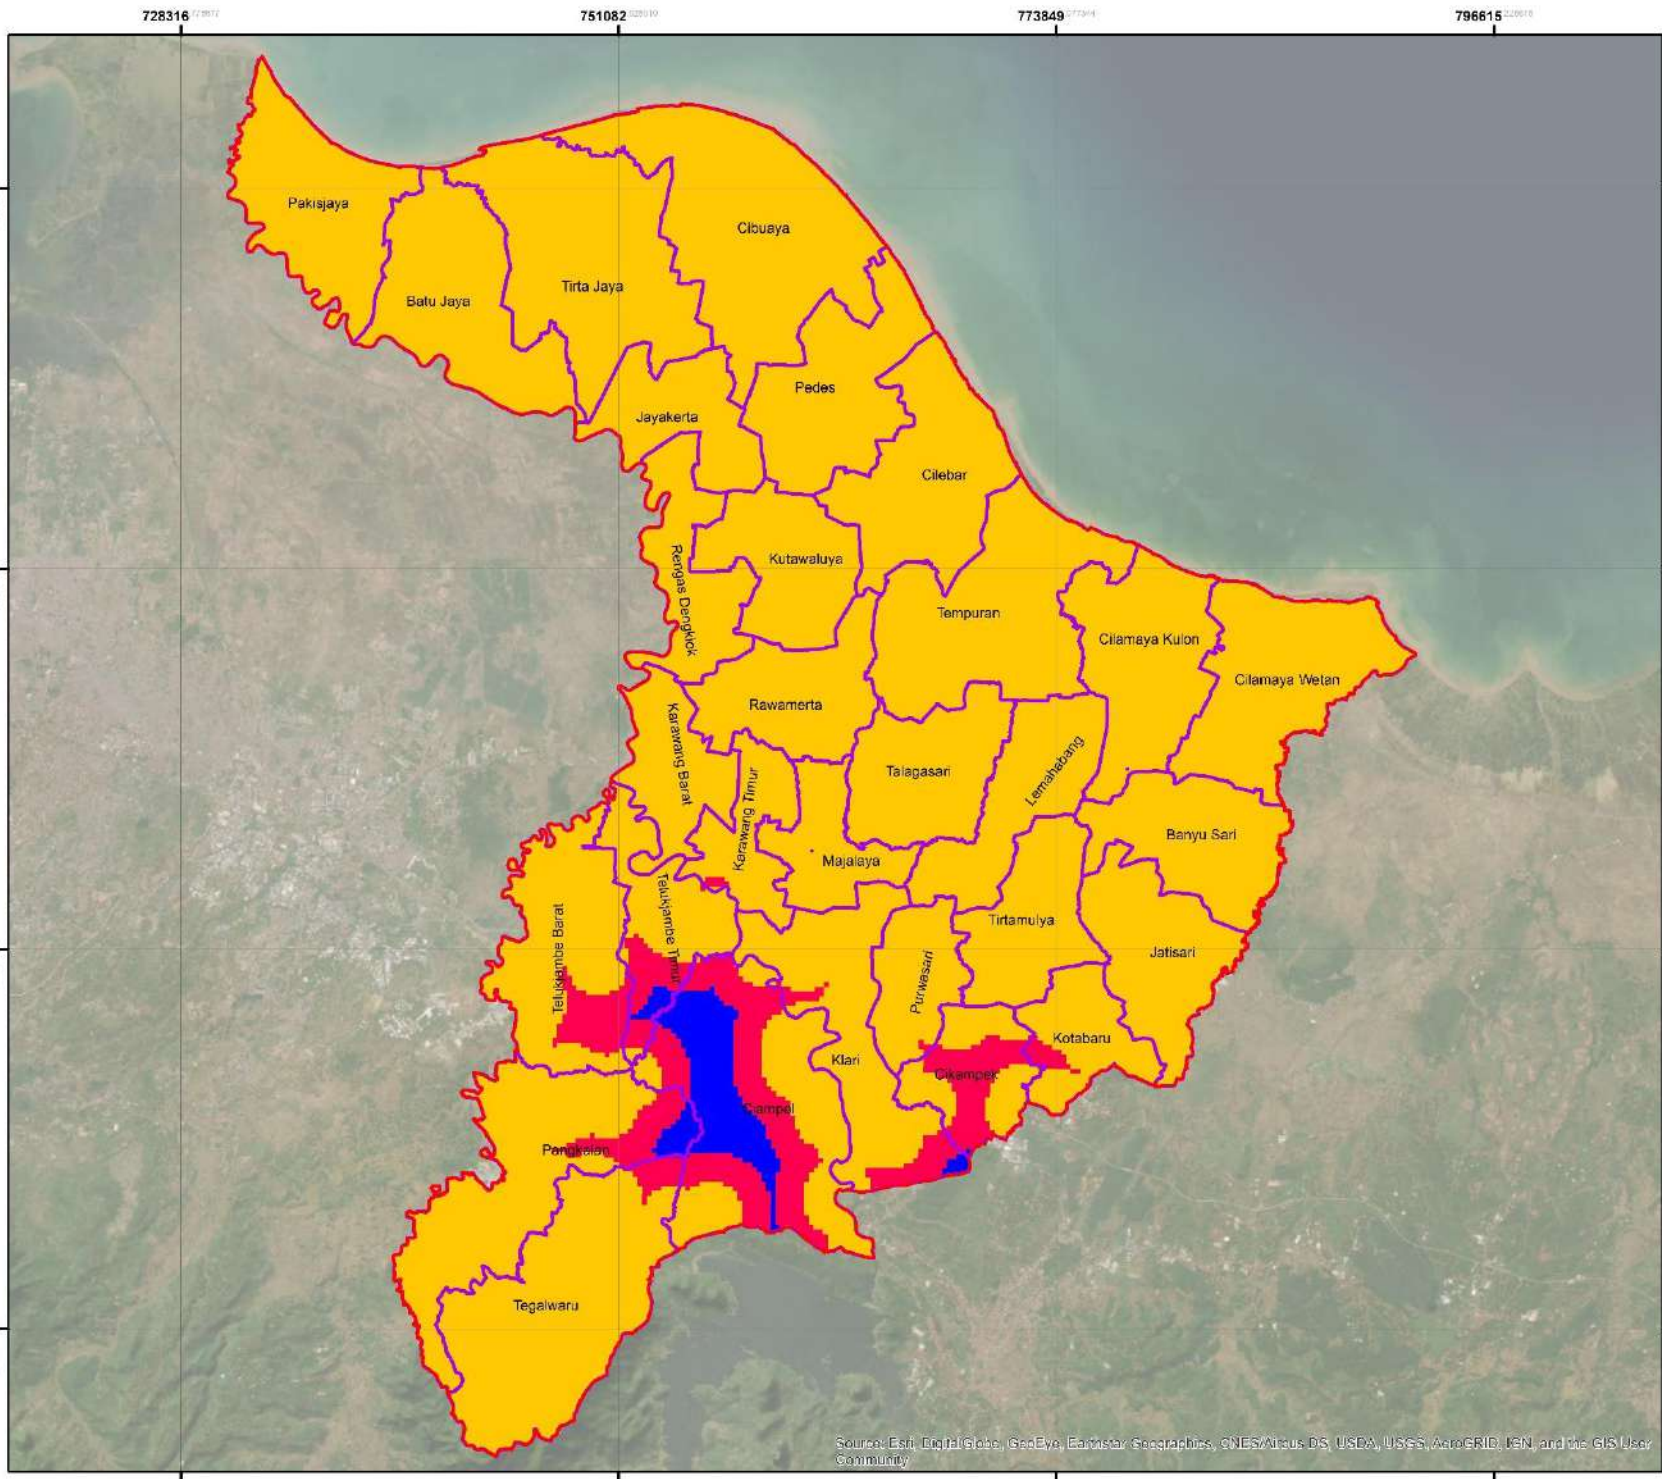 728316
751082
773849
796615
Pakisjaya
Cibuaya
Tirta Jaya
Batu Jaya
Pedes
Jayakerta
Cilebar
Kutawaluya
Rengas Dengklok
Tempuran
Cilamaya Kulon
Cilamaya Wetan
Rawamerta
Karawang Barat
Talagasari
Lemahabang
Karawang Timur
Banyu Sari
Majalaya
Telukjambe Timur
Tirtamulya
Telukjambe Barat
Jatisari
Purwasari
Kotabaru
Klari
Cikampek
Ciampel
Pangkalan
Tegalwaru
Source: Esri, DigitalGlobe, GeoEye, Earthstar Geographics, CNES/Airbus DS, USDA, USGS, AeroGRID, IGN, and the GIS User
Community